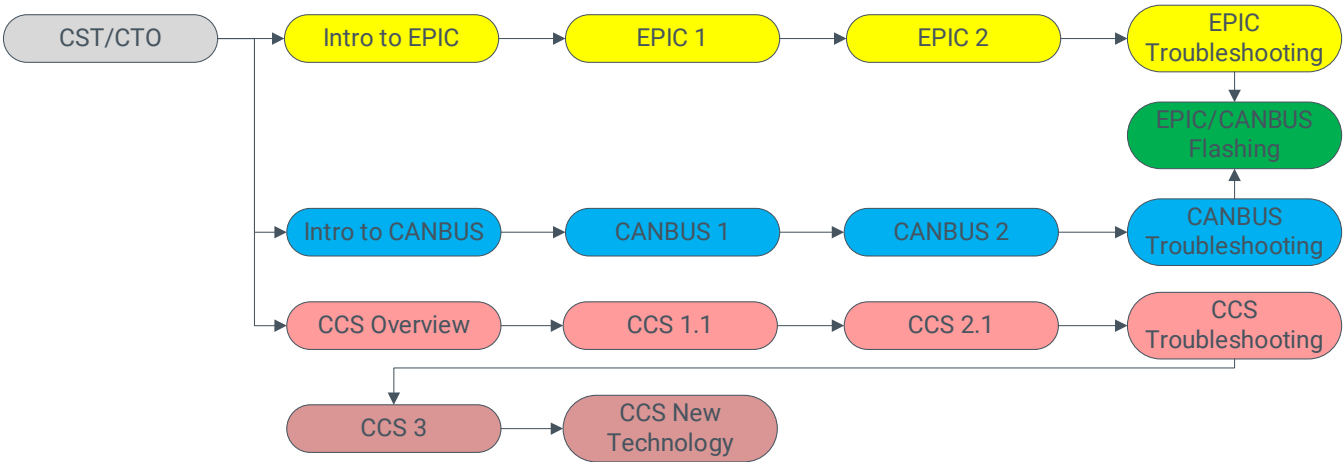 CST/CTO
Intro to EPIC
EPIC 1
EPIC 2
EPIC
Troubleshooting
EPIC/CANBUS
Flashing
Intro to CANBUS
CANBUS 1
CANBUS 2
CANBUS
Troubleshooting
CCS Overview
CCS 1.1
CCS 2.1
CCS
Troubleshooting
CCS 3
CCS New
Technology